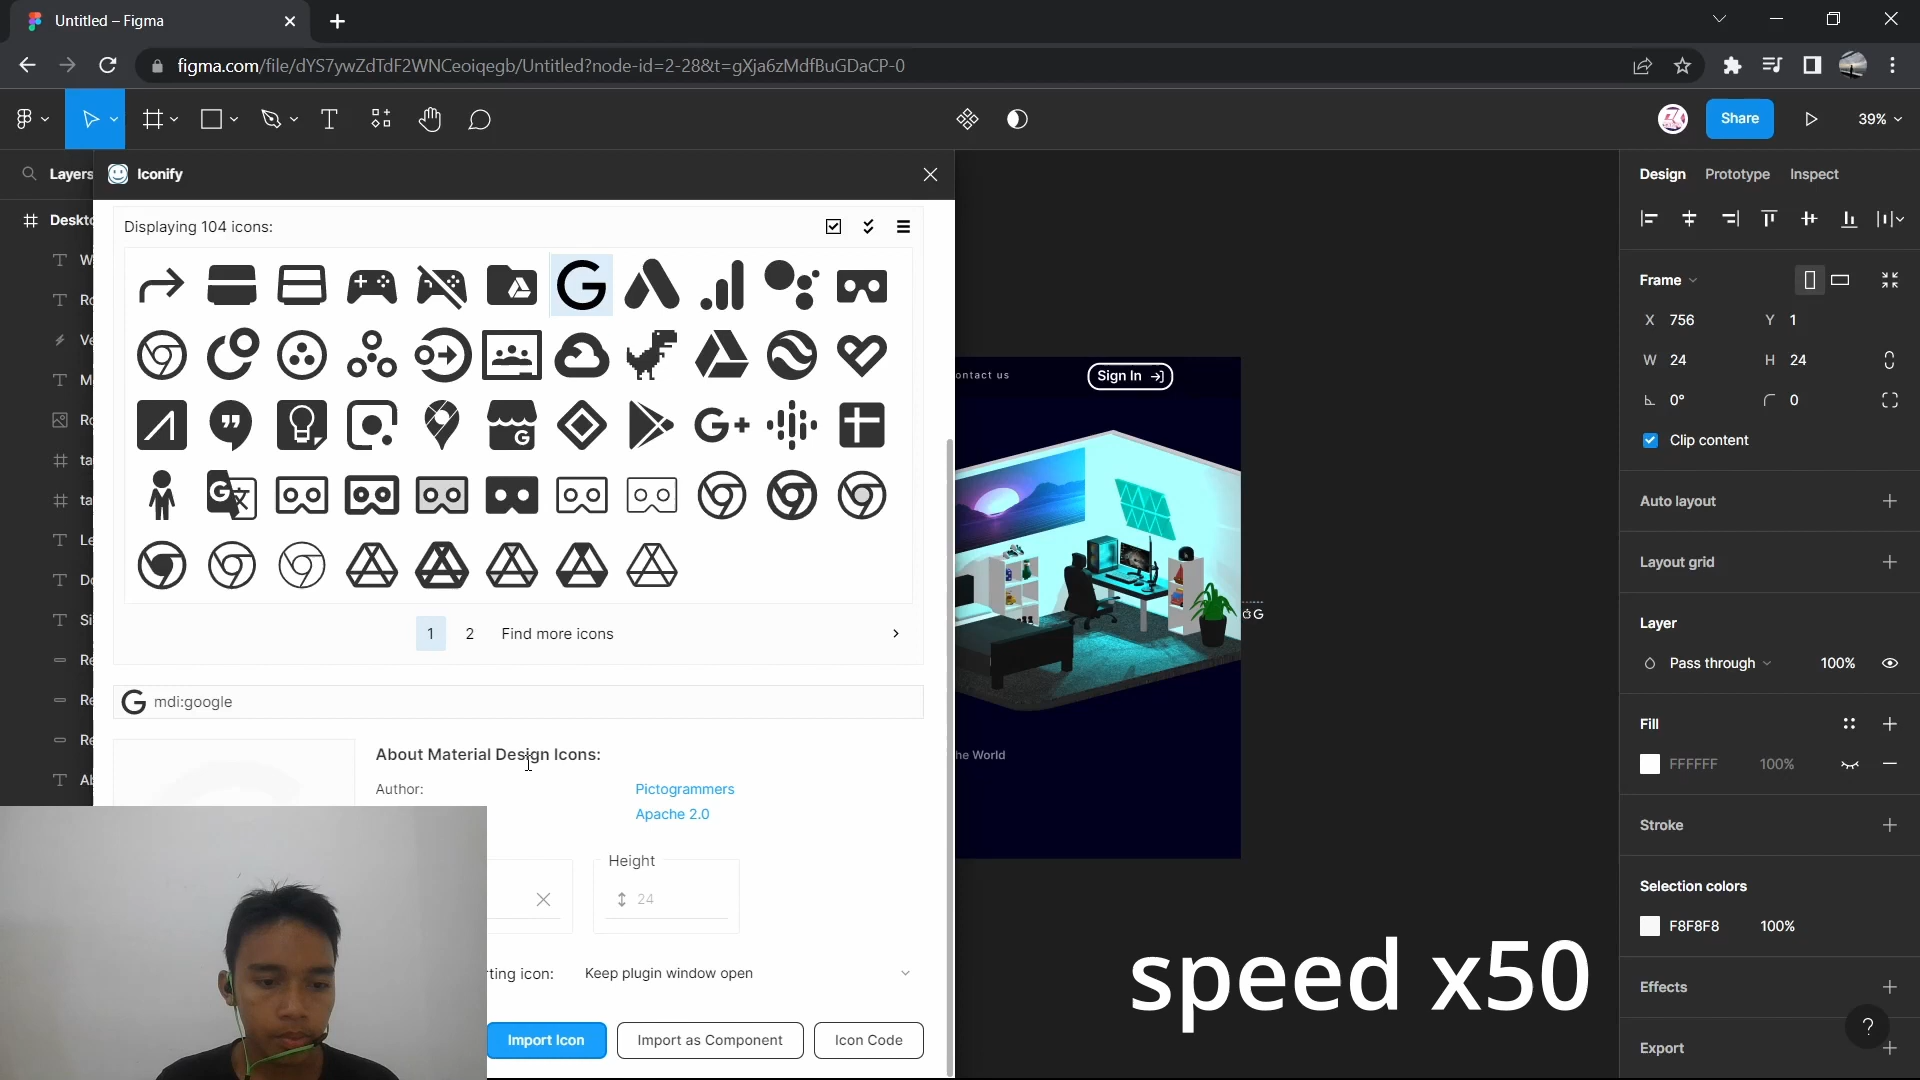 Untitled – Figma
figma.com/file/dYS7ywZdTdF2WNCeoiqegb/Untitled?node-id=2-28&t=gXja6zMdfBuGDaCP-0
Share
39%
Layers
Iconify
Design
Prototype
Inspect
Displaying 104 icons:
Frame
X 756
Y 1
W 24
H 24
0°
0
Clip content
Auto layout
Layout grid
Layer
Pass through
100%
Fill
FFFFFF
100%
Stroke
Selection colors
F8F8F8
100%
Effects
Export
?
ontact us
Sign In
G
he World
1
2
Find more icons
mdi:google
About Material Design Icons:
Author:
Pictogrammers
Apache 2.0
Height
24
rting icon:
Keep plugin window open
Import Icon
Import as Component
Icon Code
speed x50